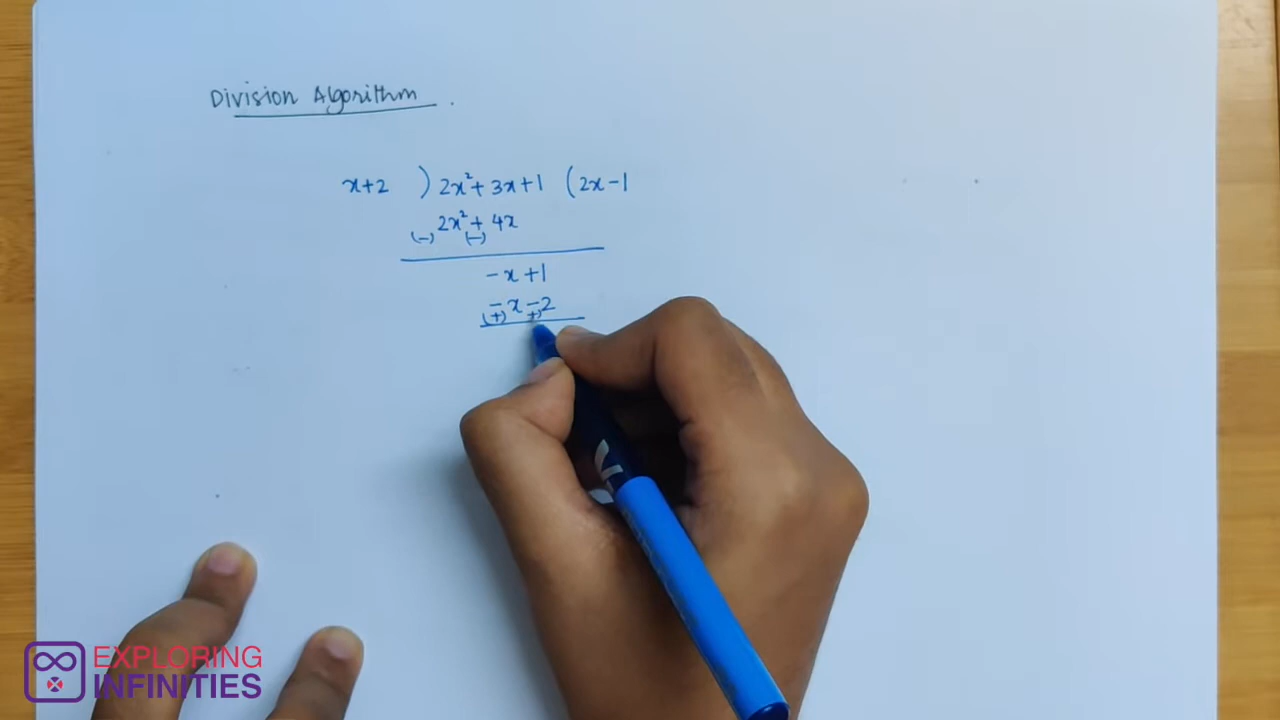 Division Algorithm .
x+2 ) 2x²+ 3x+1 ( 2x-1
2x²+ 4x
(-) (-)
-x +1
-x -2
(+) +)
EXPLORING
INFINITIES